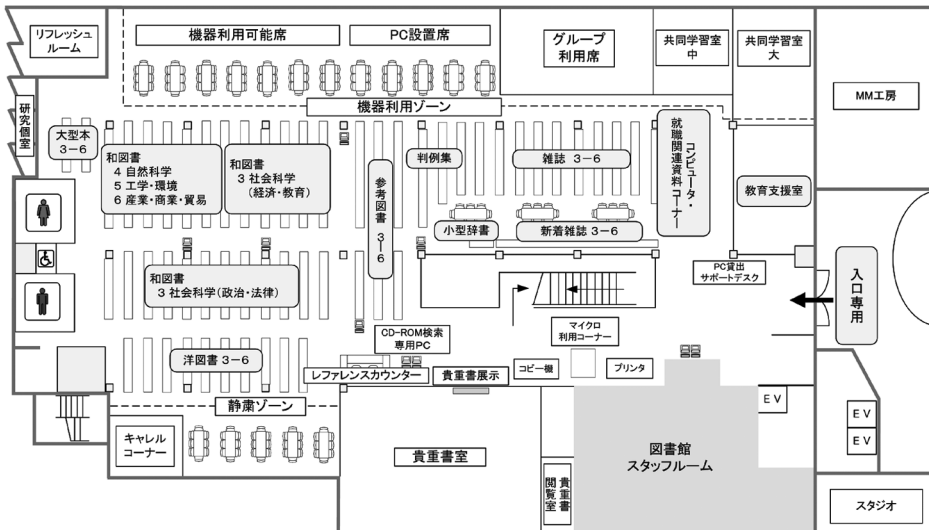 リフレッシュ
ルーム
機器利用可能席
PC設置席
グループ
利用席
共同学習室
中
共同学習室
大
MM工房
機器利用ゾーン
研究個室
大型本
3-6
和図書
4 自然科学
5 工学・環境
6 産業・商業・貿易
和図書
3 社会科学
(経済・教育)
参考図書 3-6
判例集
雑誌 3-6
コンピュータ・
就職関連資料コーナー
教育支援室
小型辞書
新着雑誌 3-6
和図書
3 社会科学(政治・法律)
PC貸出
サポートデスク
入口専用
CD-ROM検索
専用PC
マイクロ
利用コーナー
洋図書 3-6
レファレンスカウンター
貴重書展示
コピー機
プリンタ
静粛ゾーン
EV
EV
EV
キャレル
コーナー
貴重書室
貴重書
閲覧室
図書館
スタッフルーム
スタジオ